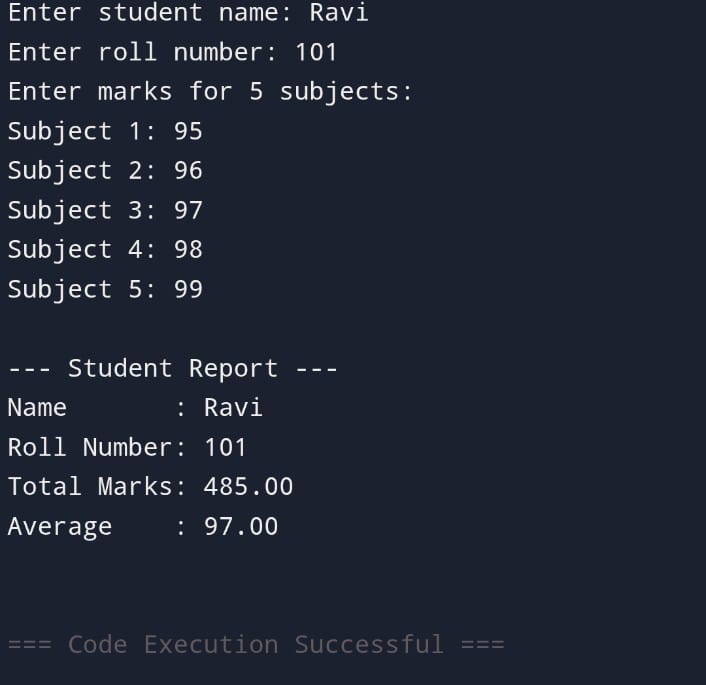 Enter student name: Ravi
Enter roll number: 101
Enter marks for 5 subjects:
Subject 1: 95
Subject 2: 96
Subject 3: 97
Subject 4: 98
Subject 5: 99

--- Student Report ---
Name       : Ravi
Roll Number: 101
Total Marks: 485.00
Average    : 97.00

=== Code Execution Successful ===